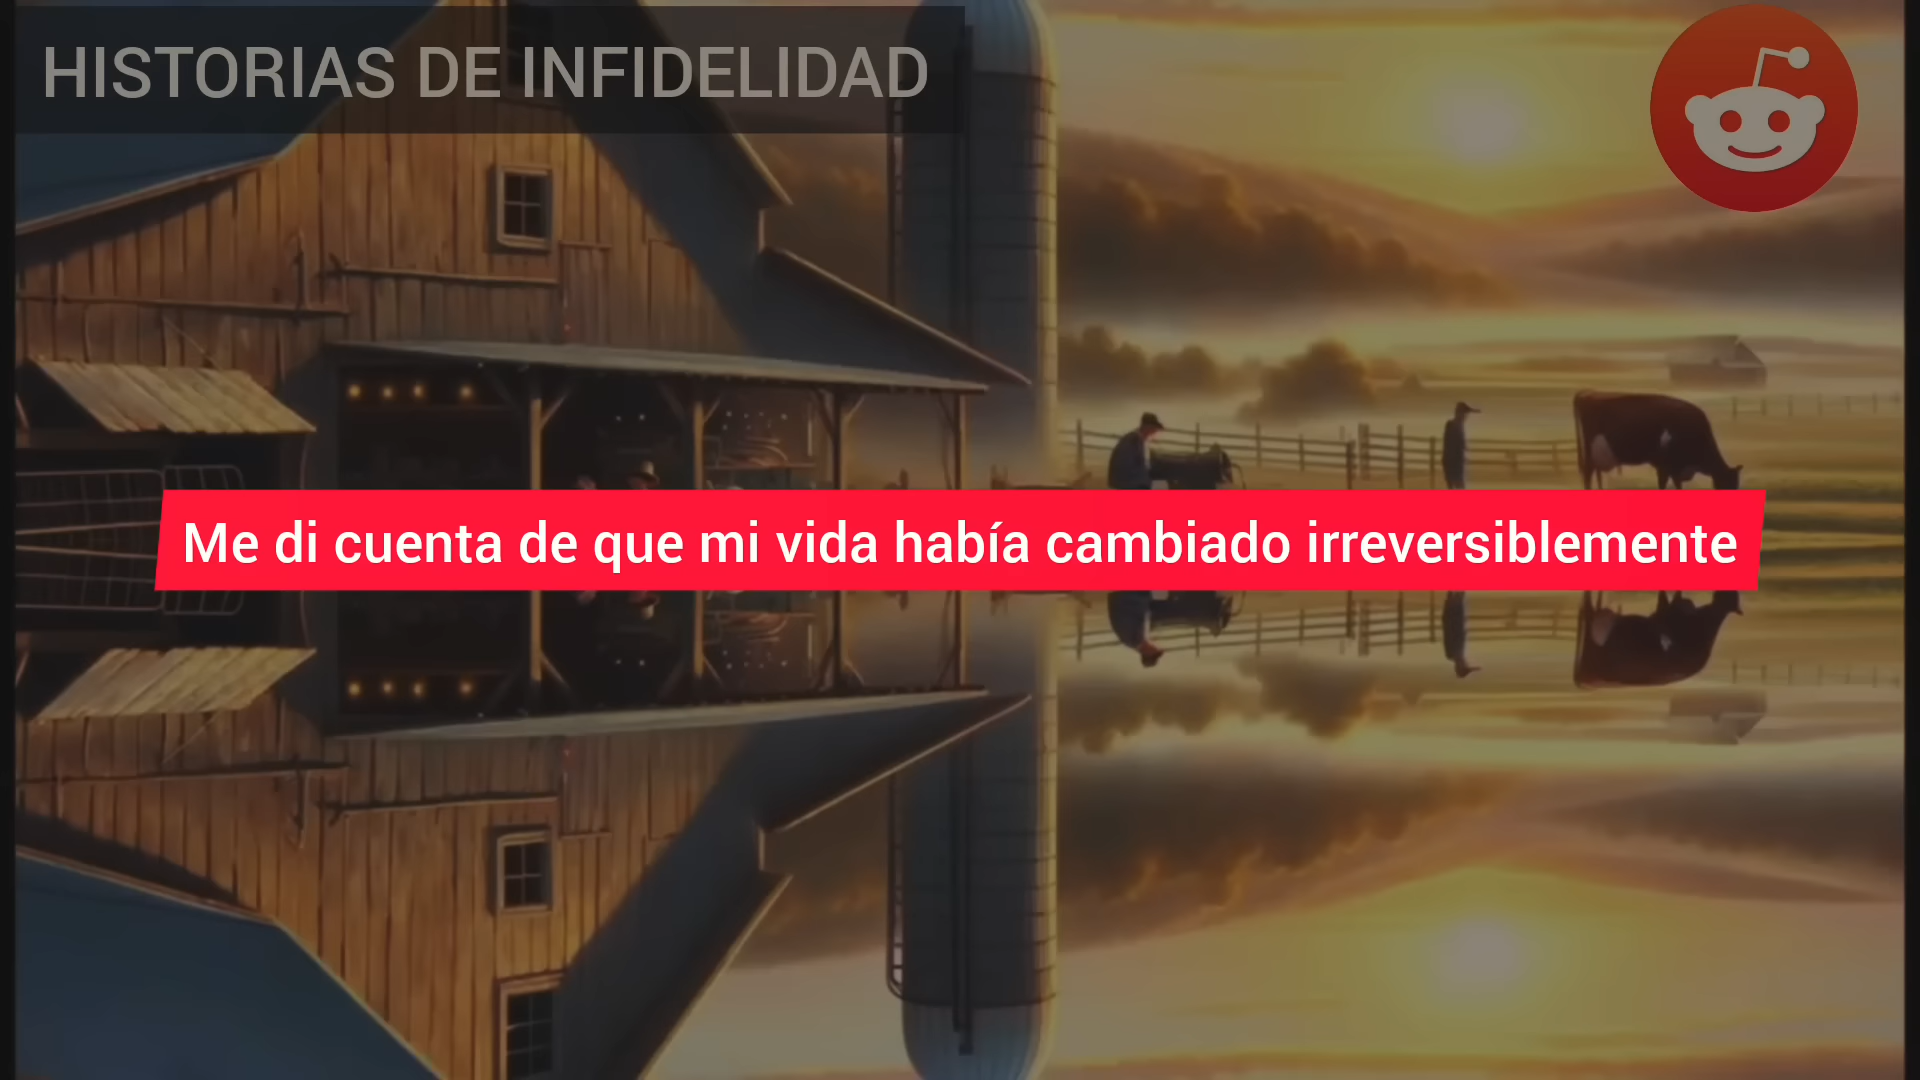 HISTORIAS DE INFIDELIDAD
Me di cuenta de que mi vida había cambiado irreversiblemente